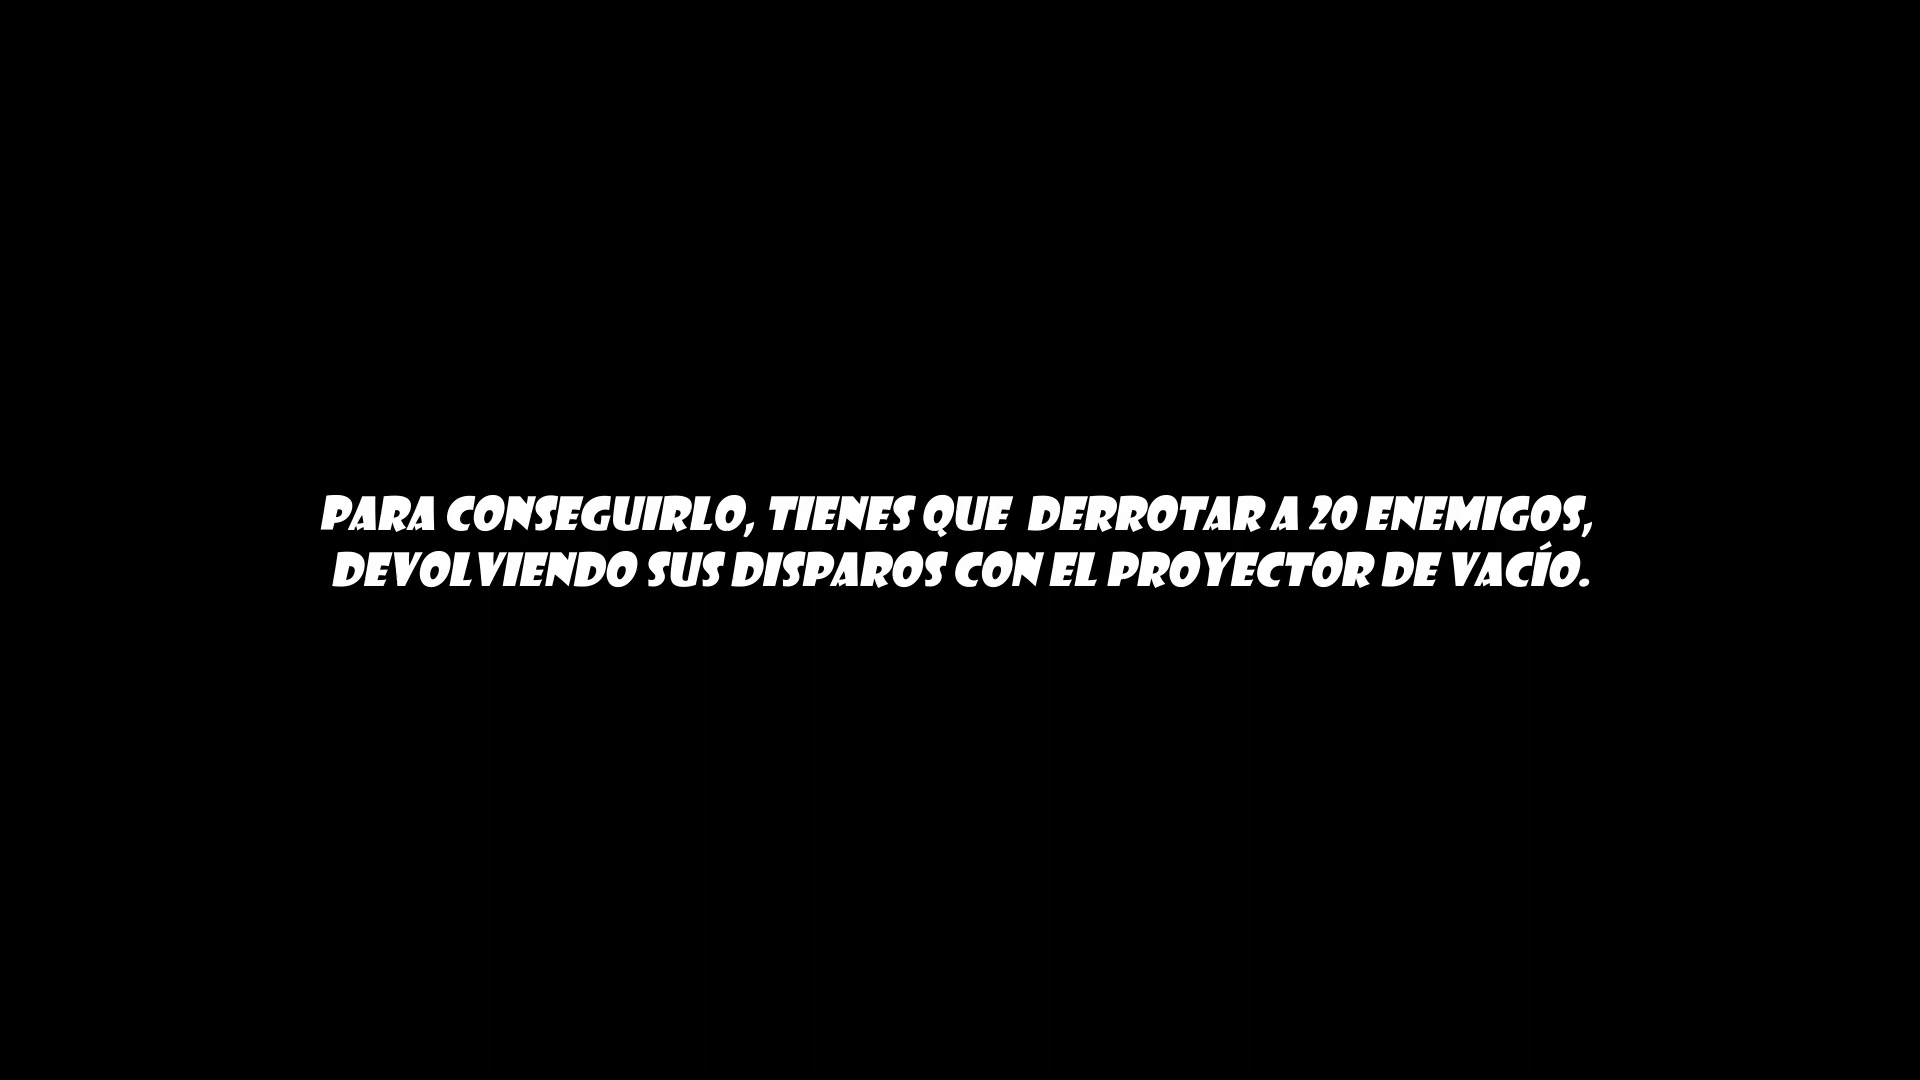 PARA CONSEGUIRLO, TIENES QUE  DERROTAR A 20 ENEMIGOS,
DEVOLVIENDO SUS DISPAROS CON EL PROYECTOR DE VACÍO.